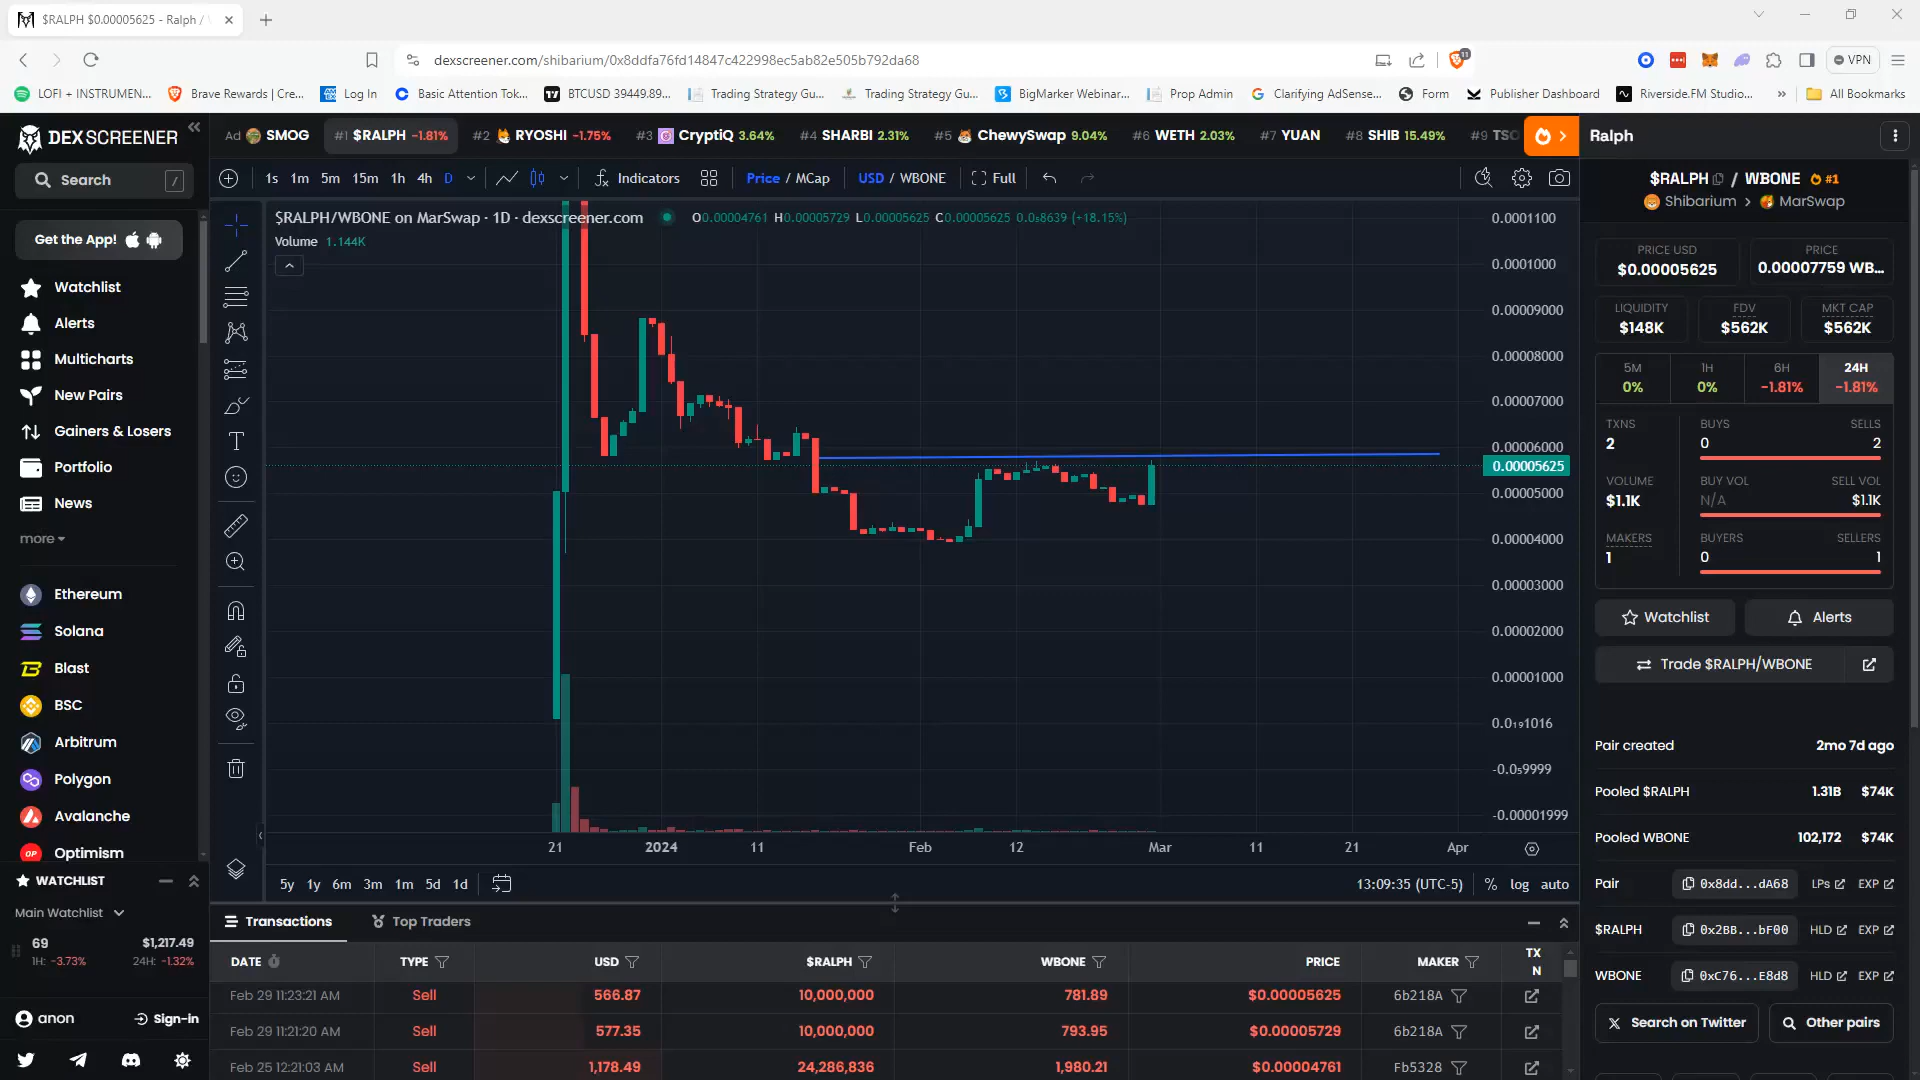 $RALPH $0.00005625 - Ralph /
dexscreener.com/shibarium/0x8ddfa76fd14847c422998ec5ab82e505b792da68
11
VPN
LOFI + INSTRUMEN...
Brave Rewards | Cre...
Log In
Basic Attention Tok...
BTCUSD 39449.89...
Trading Strategy Gu...
Trading Strategy Gu...
BigMarker Webinar...
Prop Admin
Clarifying AdSense...
Form
Publisher Dashboard
Riverside.FM Studio...
All Bookmarks
DEXSCREENER
Ad SMOG
#1 $RALPH -1.81%
#2 RYOSHI -1.75%
#3 CryptiQ 3.64%
#4 SHARBI 2.31%
#5 ChewySwap 9.04%
#6 WETH 2.03%
#7 YUAN
#8 SHIB 15.49%
#9 TSO
Ralph
Search /
Get the App!
Watchlist
Alerts
Multicharts
New Pairs
Gainers & Losers
Portfolio
News
more
Ethereum
Solana
Blast
BSC
Arbitrum
Polygon
Avalanche
Optimism
WATCHLIST
Main Watchlist
69 $1,217.49
1H: -3.73% 24H: -1.32%
anon Sign-in
1s 1m 5m 15m 1h 4h D Indicators Price / MCap USD / WBONE Full
$RALPH/WBONE on MarSwap · 1D · dexscreener.com O0.00004761 H0.00005729 L0.00005625 C0.00005625 0.0₅8639 (+18.15%)
Volume 1.144K
0.0001100
0.0001000
0.00009000
0.00008000
0.00007000
0.00006000
0.00005625
0.00005000
0.00004000
0.00003000
0.00002000
0.00001000
0.0₁₉1016
-0.0₅9999
-0.00001999
21 2024 11 Feb 12 Mar 11 21 Apr
5y 1y 6m 3m 1m 5d 1d
13:09:35 (UTC-5) % log auto
Transactions Top Traders
DATE TYPE USD $RALPH WBONE PRICE MAKER TX
N
Feb 29 11:23:21 AM Sell 566.87 10,000,000 781.89 $0.00005625 6b218A
Feb 29 11:21:20 AM Sell 577.35 10,000,000 793.95 $0.00005729 6b218A
Feb 25 12:21:03 AM Sell 1,178.49 24,286,836 1,980.21 $0.00004761 Fb5328
$RALPH / WBONE #1
Shibarium > MarSwap
PRICE USD
$0.00005625
PRICE
0.00007759 WB...
LIQUIDITY
$148K
FDV
$562K
MKT CAP
$562K
5M
0%
1H
0%
6H
-1.81%
24H
-1.81%
TXNS
2
BUYS SELLS
0 2
VOLUME
$1.1K
BUY VOL SELL VOL
N/A $1.1K
MAKERS
1
BUYERS SELLERS
0 1
Watchlist
Alerts
Trade $RALPH/WBONE
Pair created 2mo 7d ago
Pooled $RALPH 1.31B $74K
Pooled WBONE 102,172 $74K
Pair 0x8dd...dA68 LPs EXP
$RALPH 0x2BB...bF00 HLD EXP
WBONE 0xC76...E8d8 HLD EXP
Search on Twitter
Other pairs